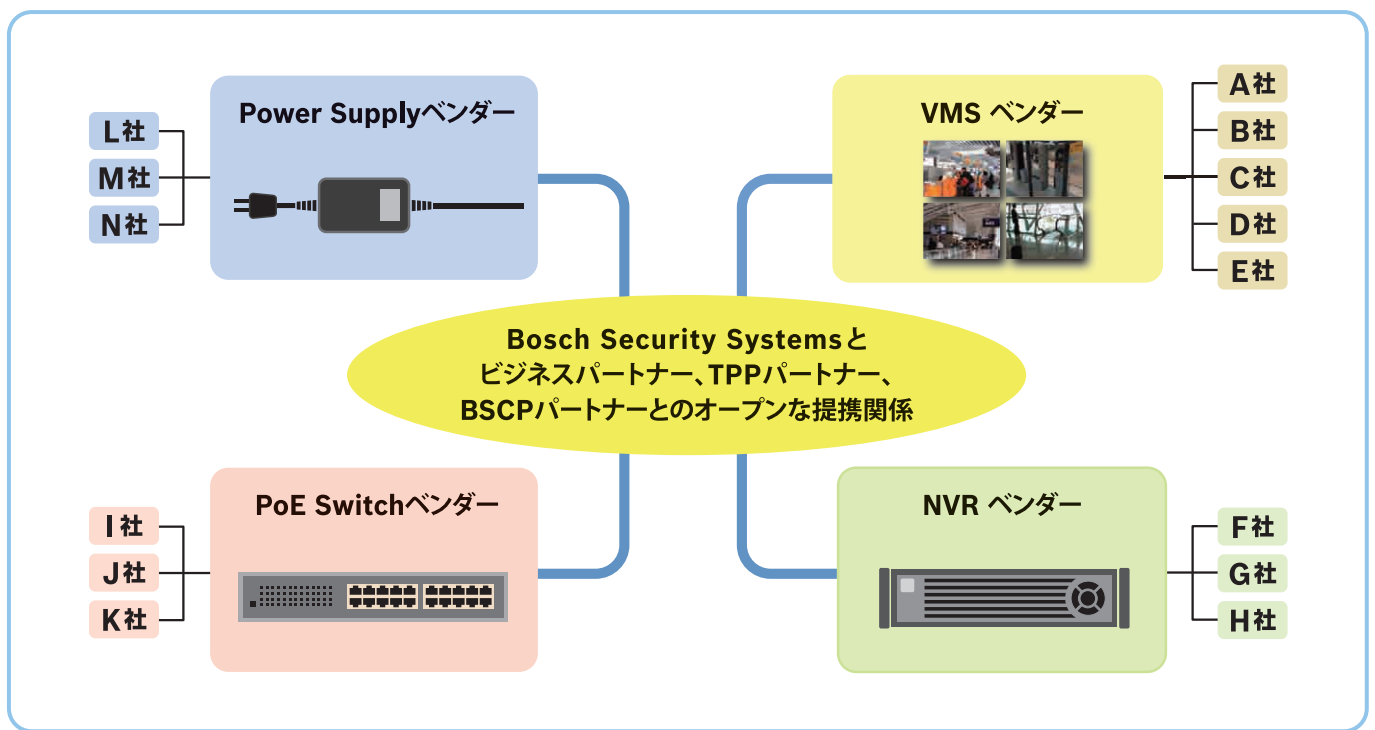 Power Supplyベンダー
L社
M社
N社
VMS ベンダー
A社
B社
C社
D社
E社
Bosch Security Systemsと
ビジネスパートナー、TPPパートナー、
BSCPパートナーとのオープンな提携関係
PoE Switchベンダー
I社
J社
K社
NVR ベンダー
F社
G社
H社